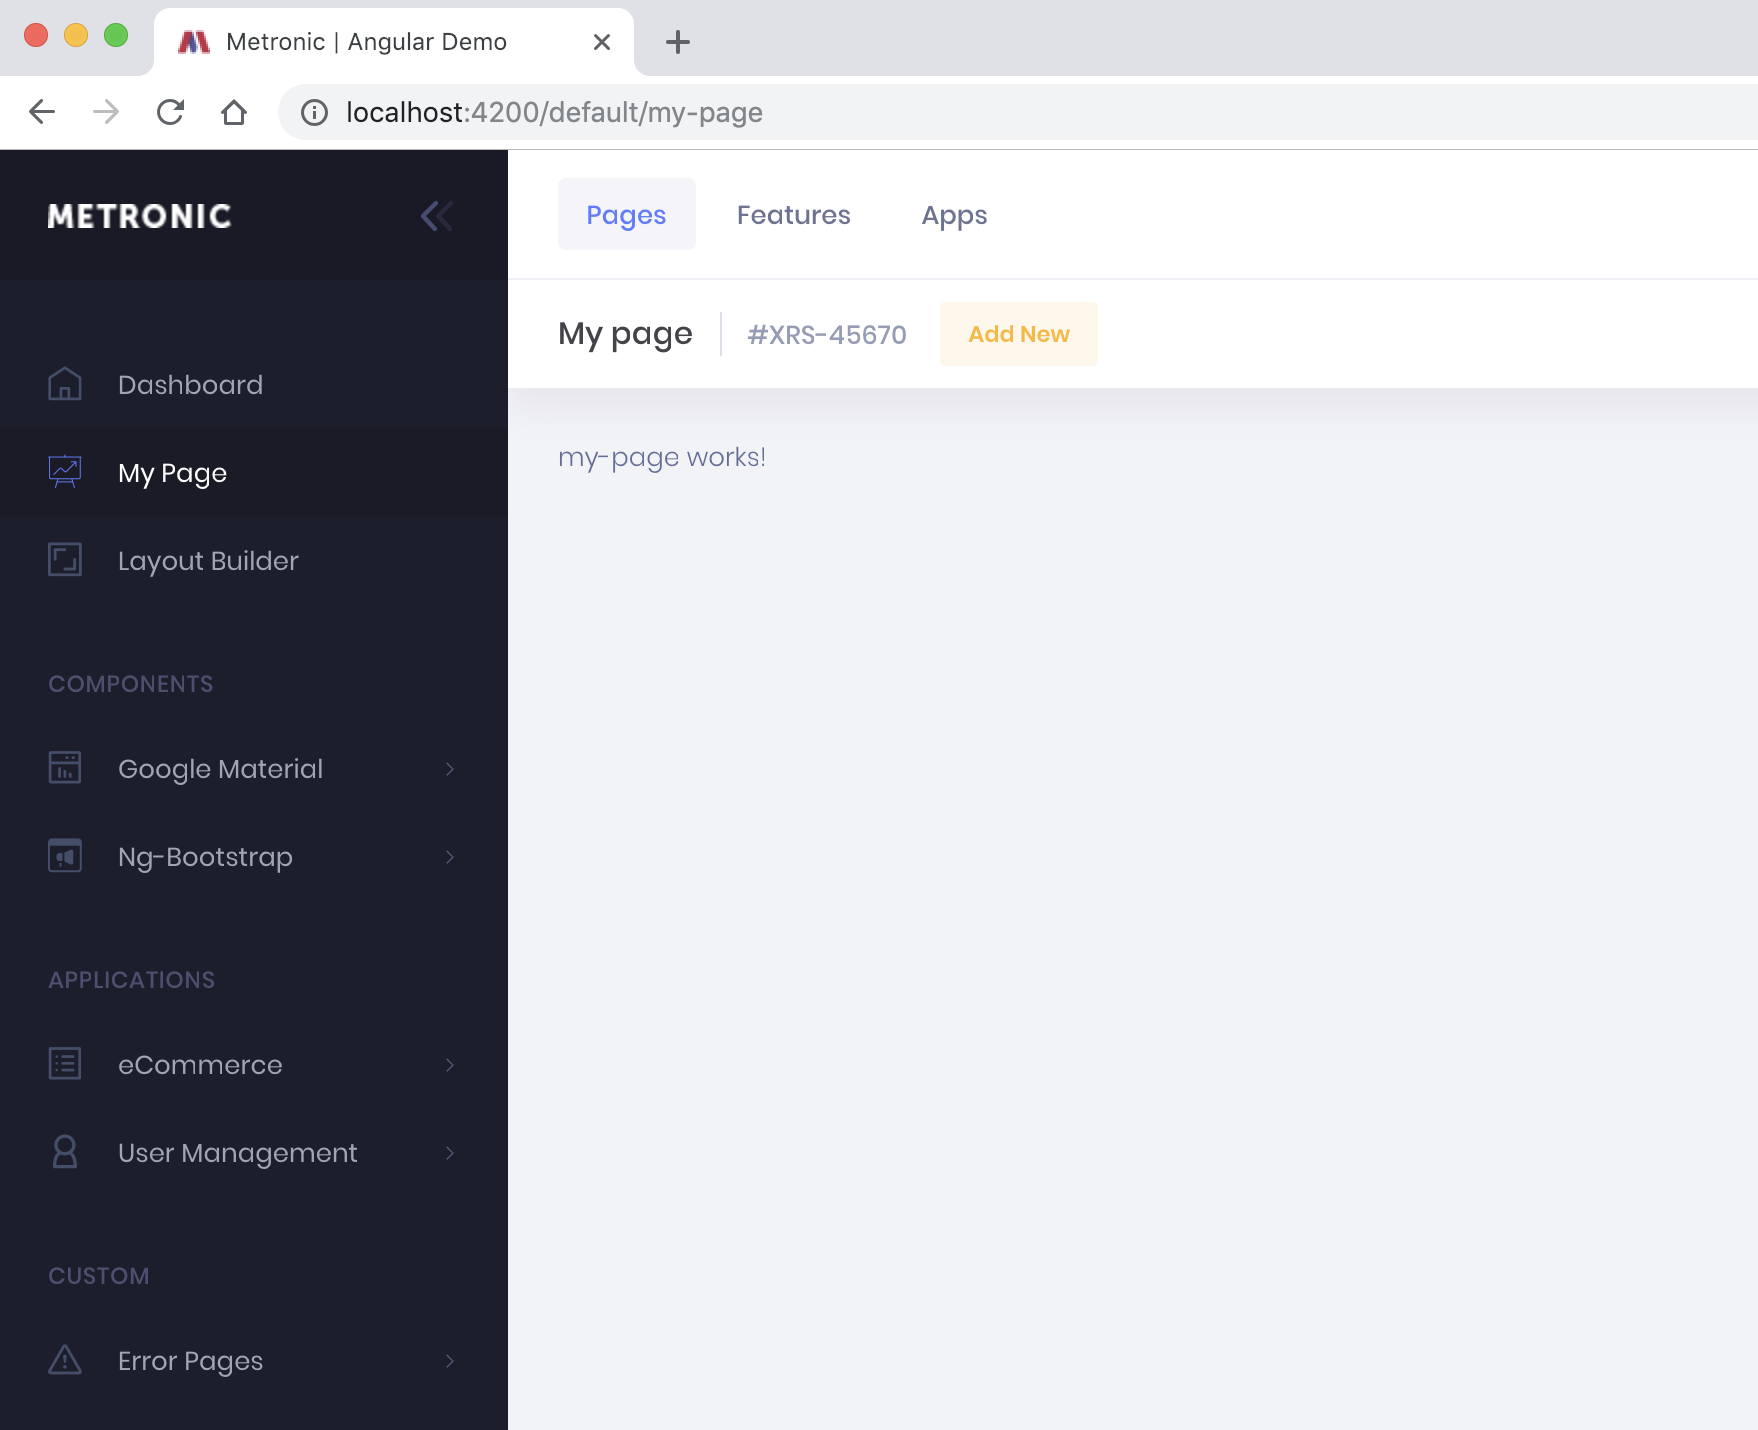 Metronic | Angular Demo
localhost:4200/default/my-page
METRONIC
Pages Features Apps
My page #XRS-45670 Add New
my-page works!
Dashboard
My Page
Layout Builder
COMPONENTS
Google Material
Ng-Bootstrap
APPLICATIONS
eCommerce
User Management
CUSTOM
Error Pages